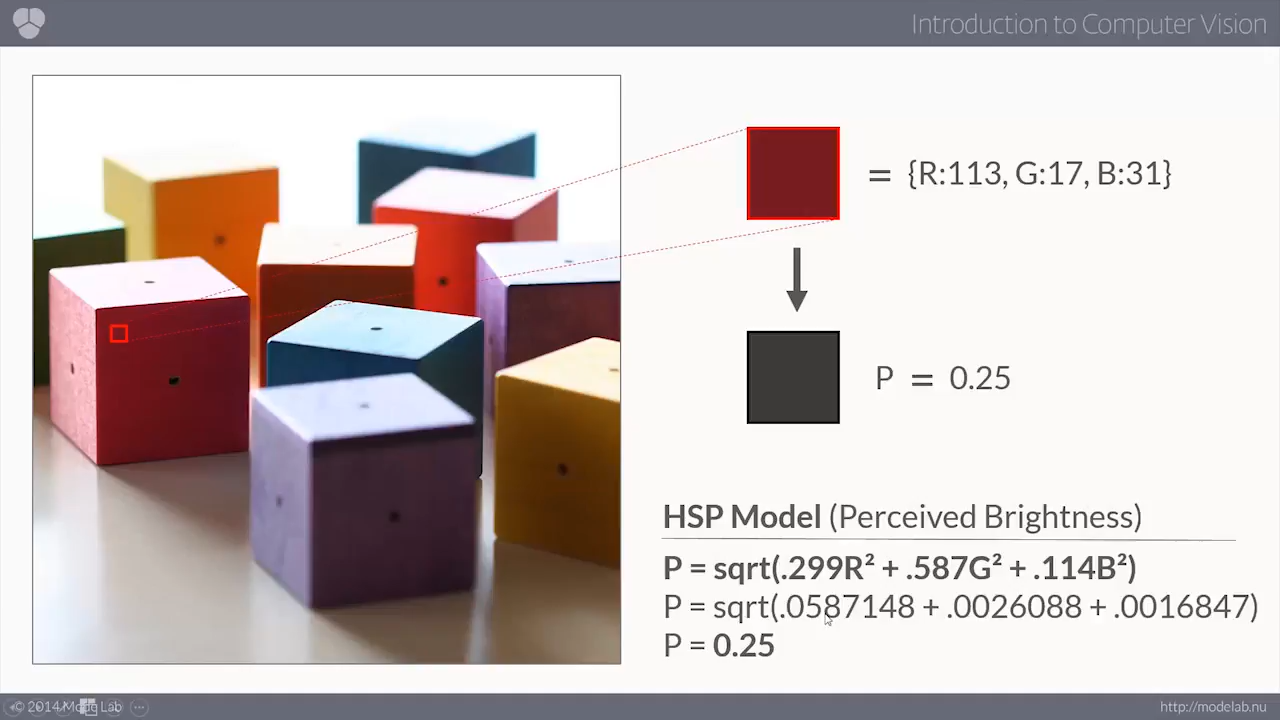 Introduction to Computer Vision
= {R:113, G:17, B:31}
P = 0.25
HSP Model (Perceived Brightness)
P = sqrt(.299R² + .587G² + .114B²)
P = sqrt(.0587148 + .0026088 + .0016847)
P = 0.25
© 2014 Mode Lab
http://modelab.nu